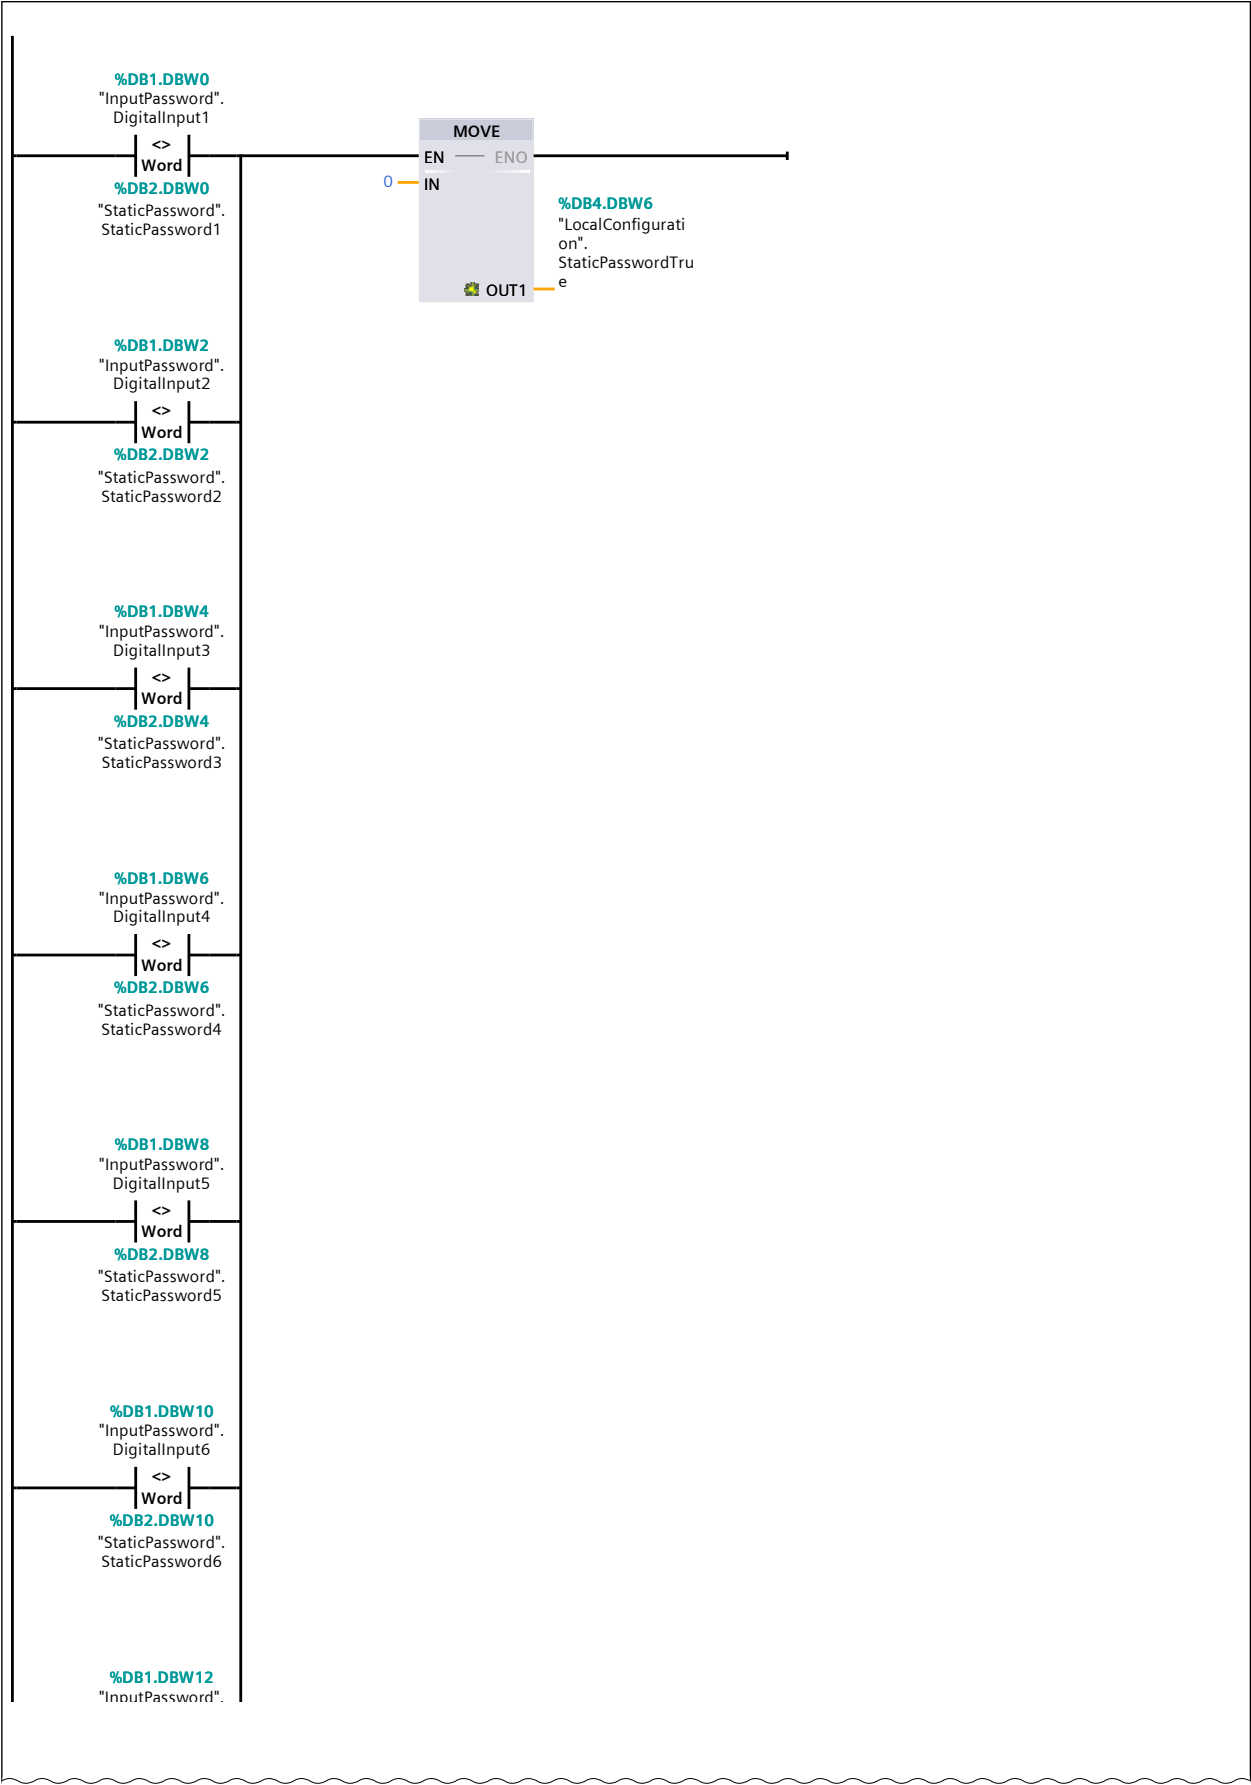 %DB1.DBW0
"InputPassword".
DigitalInput1
<>
Word
%DB2.DBW0
"StaticPassword".
StaticPassword1
MOVE
EN
ENO
0
IN
%DB4.DBW6
"LocalConfigurati
on".
StaticPasswordTru
e
OUT1
%DB1.DBW2
"InputPassword".
DigitalInput2
<>
Word
%DB2.DBW2
"StaticPassword".
StaticPassword2
%DB1.DBW4
"InputPassword".
DigitalInput3
<>
Word
%DB2.DBW4
"StaticPassword".
StaticPassword3
%DB1.DBW6
"InputPassword".
DigitalInput4
<>
Word
%DB2.DBW6
"StaticPassword".
StaticPassword4
%DB1.DBW8
"InputPassword".
DigitalInput5
<>
Word
%DB2.DBW8
"StaticPassword".
StaticPassword5
%DB1.DBW10
"InputPassword".
DigitalInput6
<>
Word
%DB2.DBW10
"StaticPassword".
StaticPassword6
%DB1.DBW12
"InputPassword".